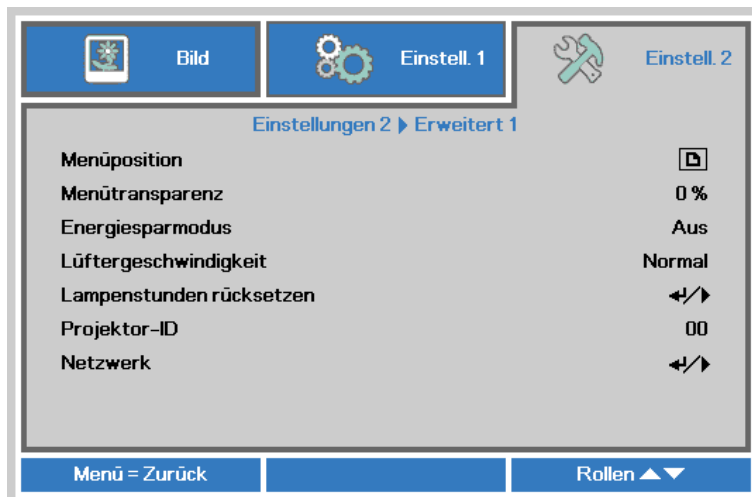 Bild
Einstell. 1
Einstell. 2
Einstellungen 2 ▶ Erweitert 1
Menüposition
Menütransparenz 0 %
Energiesparmodus Aus
Lüftergeschwindigkeit Normal
Lampenstunden rücksetzen ↵/▶
Projektor-ID 00
Netzwerk ↵/▶
Menü = Zurück
Rollen ▲▼